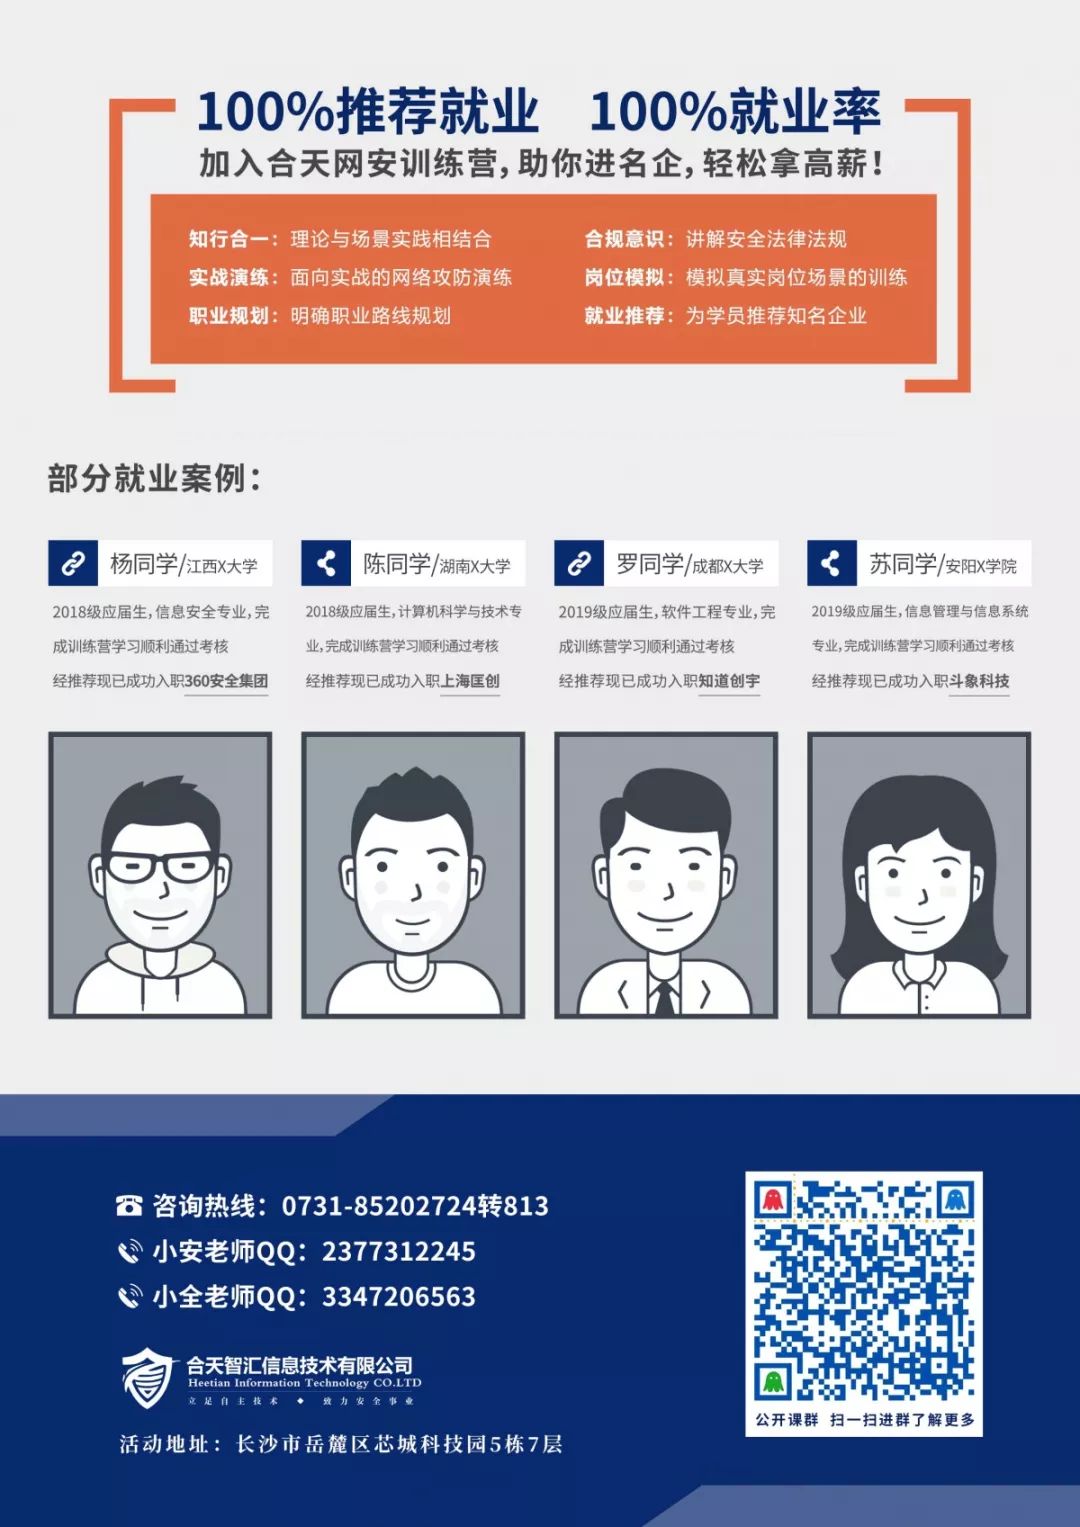 100%推荐就业 100%就业率
加入合天网安训练营，助你进名企，轻松拿高薪！
知行合一：理论与场景实践相结合
合规意识：讲解安全法律法规
实战演练：面向实战的网络攻防演练
岗位模拟：模拟真实岗位场景的训练
职业规划：明确职业路线规划
就业推荐：为学员推荐知名企业
部分就业案例：
杨同学/江西X大学
2018级应届生，信息安全专业，完
成训练营学习顺利通过考核
经推荐现已成功入职360安全集团
陈同学/湖南X大学
2018级应届生，计算机科学与技术专
业，完成训练营学习顺利通过考核
经推荐现已成功入职上海匡创
罗同学/成都X大学
2019级应届生，软件工程专业，完
成训练营学习顺利通过考核
经推荐现已成功入职知道创宇
苏同学/安阳X学院
2019级应届生，信息管理与信息系统
专业，完成训练营学习顺利通过考核
经推荐现已成功入职斗象科技
咨询热线：0731-85202724转813
小安老师QQ：2377312245
小全老师QQ：3347206563
合天智汇信息技术有限公司
Heetian Information Technology CO.LTD
立足自主技术 ◆ 致力安全事业
活动地址：长沙市岳麓区芯城科技园5栋7层
公开课群 扫一扫进群了解更多